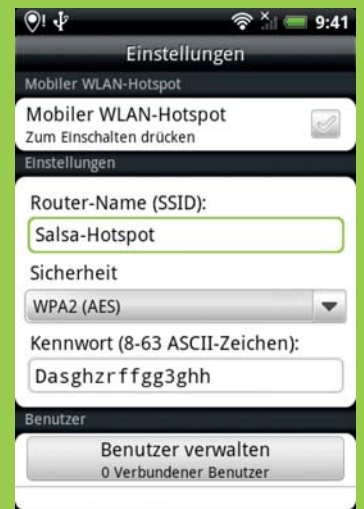 9:41
Einstellungen
Mobiler WLAN-Hotspot
Mobiler WLAN-Hotspot
Zum Einschalten drücken
Einstellungen
Router-Name (SSID):
Salsa-Hotspot
Sicherheit
WPA2 (AES)
Kennwort (8-63 ASCII-Zeichen):
Dasghzrffgg3ghh
Benutzer
Benutzer verwalten
0 Verbundener Benutzer